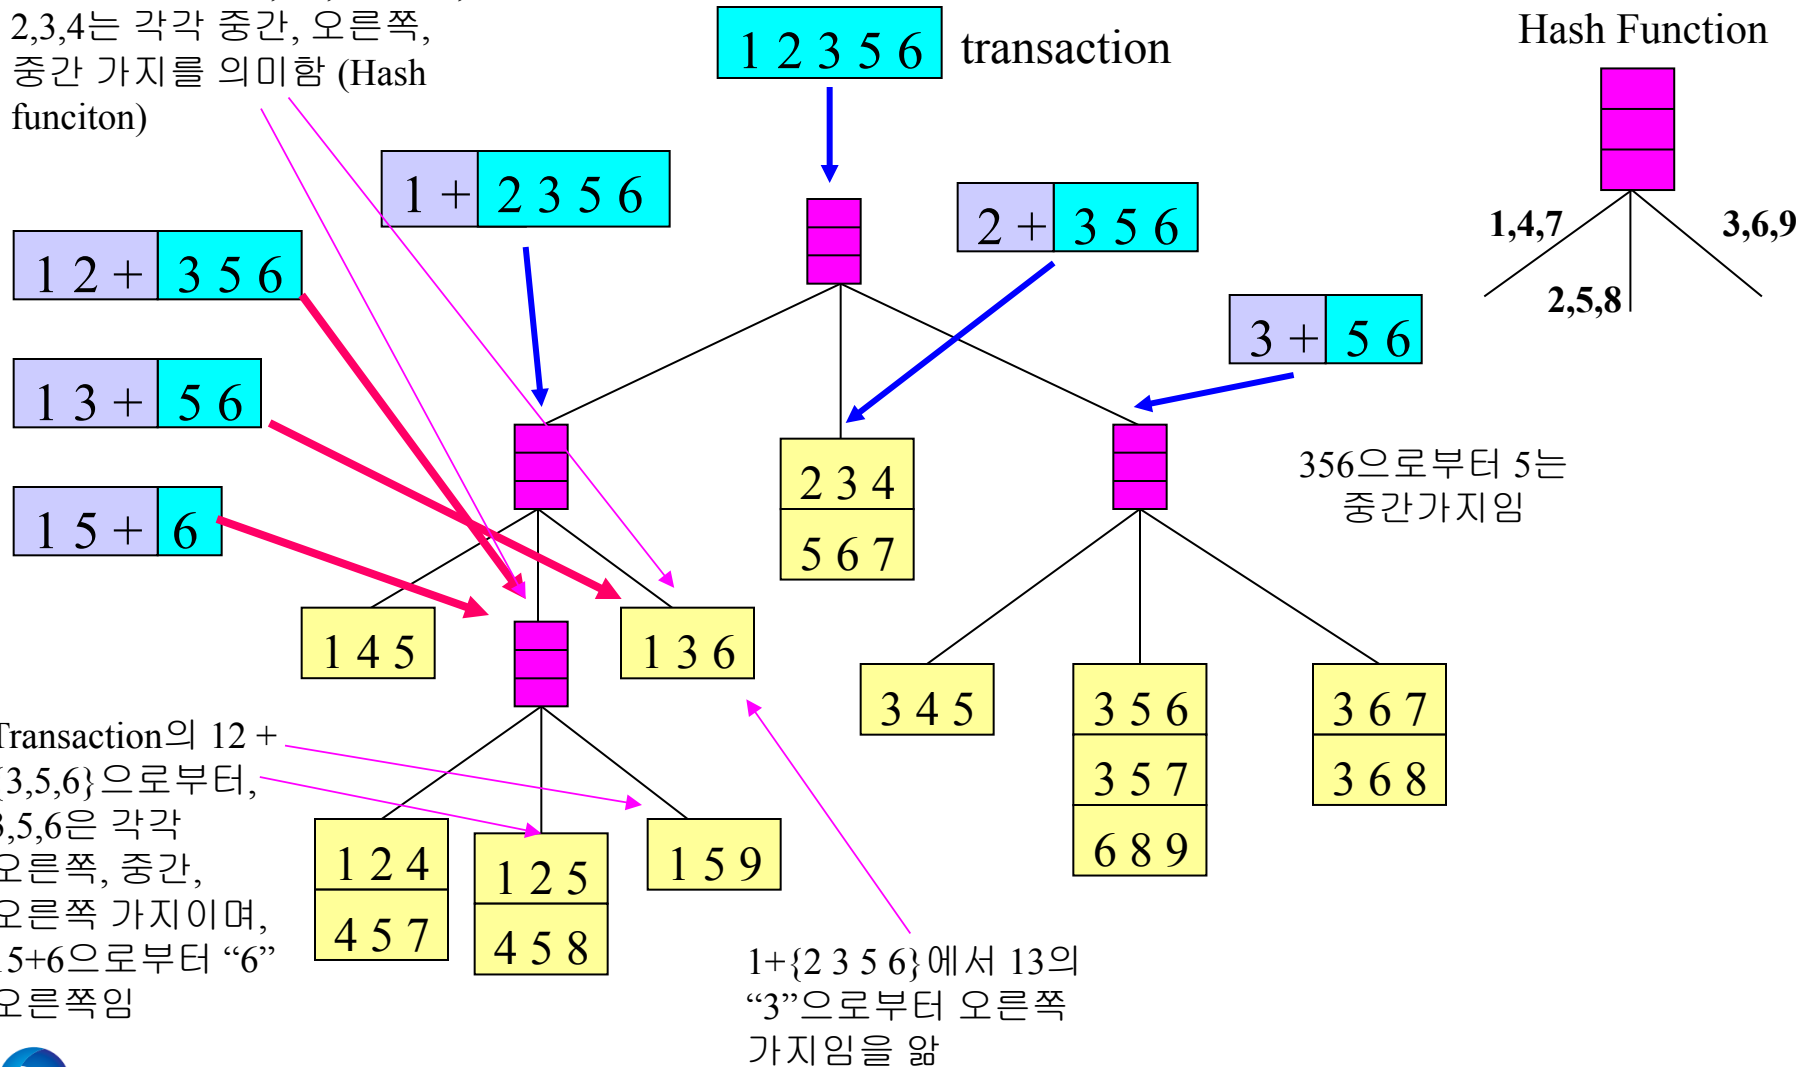 2,3,4는 각각 중간, 오른쪽,
중간 가지를 의미함 (Hash
funciton)
1 2 3 5 6 transaction
Hash Function
1,4,7
3,6,9
2,5,8
1 + 2 3 5 6
2 + 3 5 6
1 2 + 3 5 6
3 + 5 6
1 3 + 5 6
1 5 + 6
2 3 4
5 6 7
356으로부터 5는
중간가지임
1 4 5
1 3 6
3 4 5
3 5 6
3 5 7
6 8 9
3 6 7
3 6 8
Transaction의 12 +
{3,5,6}으로부터,
3,5,6은 각각
오른쪽, 중간,
오른쪽 가지이며,
15+6으로부터 “6”
오른쪽임
1 2 4
4 5 7
1 2 5
4 5 8
1 5 9
1+{2 3 5 6}에서 13의
“3”으로부터 오른쪽
가지임을 앎